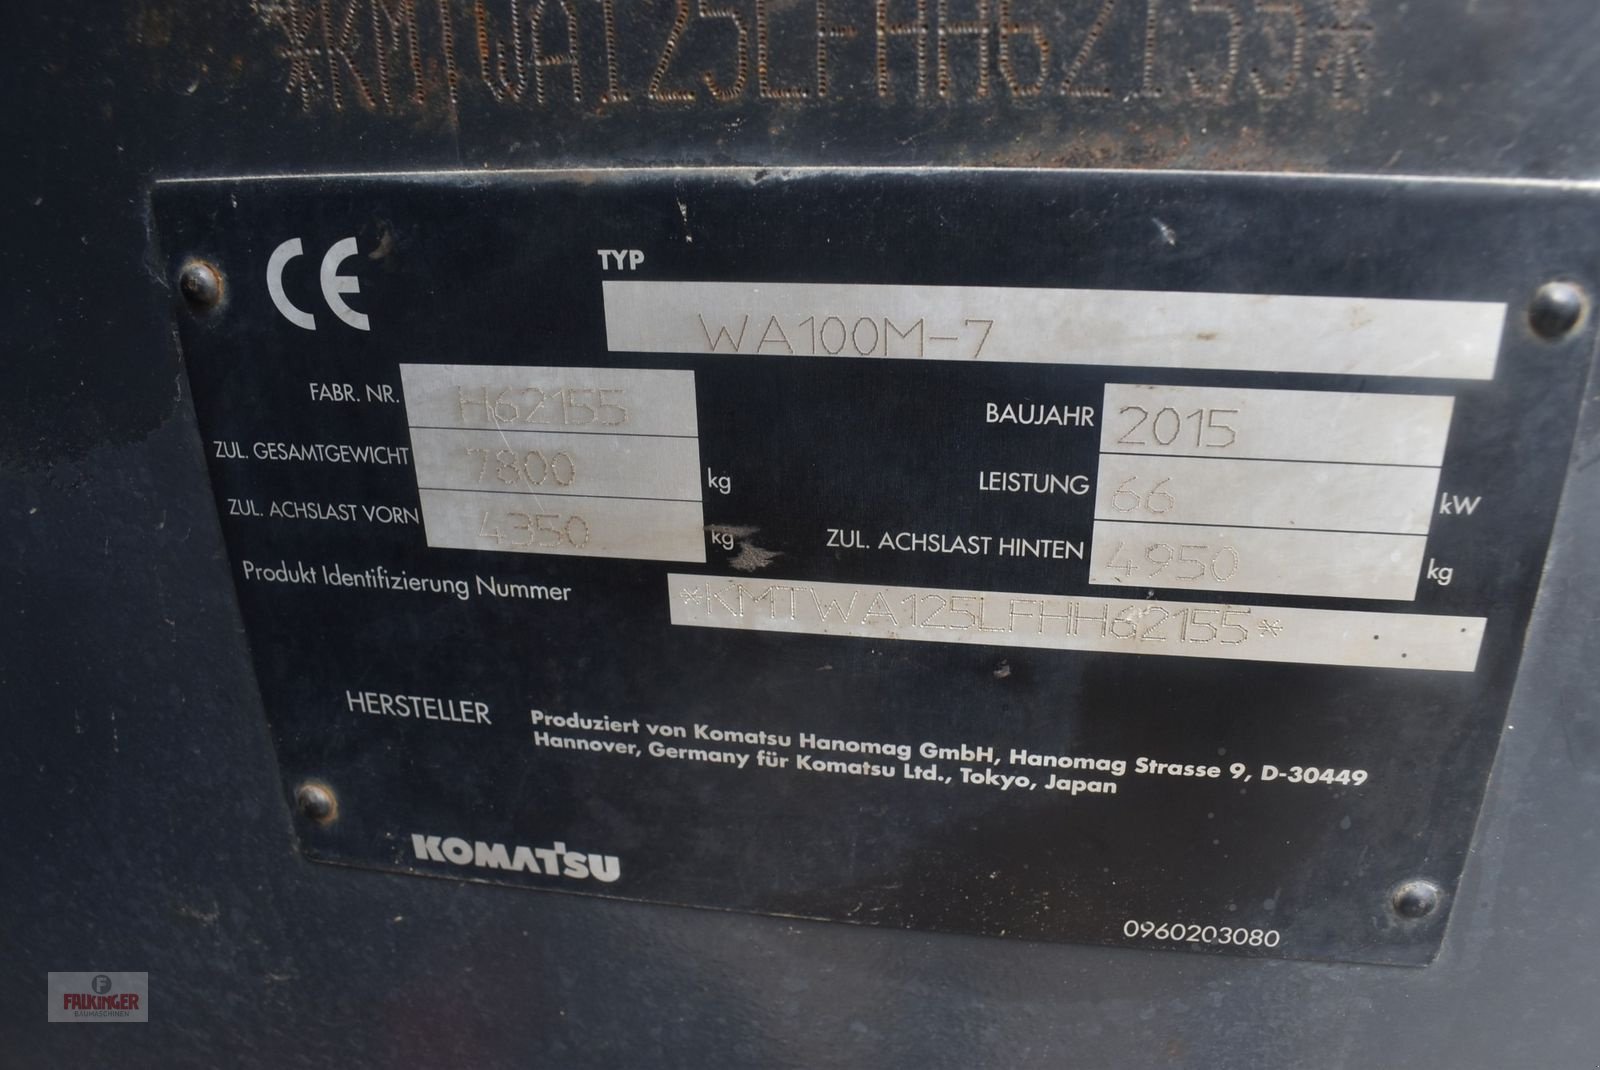 *KMTWA125LFHH62155*
CE
TYP
WA100M-7
FABR. NR. H62155
BAUJAHR 2015
ZUL. GESAMTGEWICHT 7800 kg
LEISTUNG 66 kW
ZUL. ACHSLAST VORN 4350 kg
ZUL. ACHSLAST HINTEN 4950 kg
Produkt Identifizierung Nummer *KMTWA125LFHH62155*
HERSTELLER
Produziert von Komatsu Hanomag GmbH, Hanomag Strasse 9, D-30449
Hannover, Germany für Komatsu Ltd., Tokyo, Japan
KOMATSU
0960203080
F
FALKINGER
BAUMASCHINEN